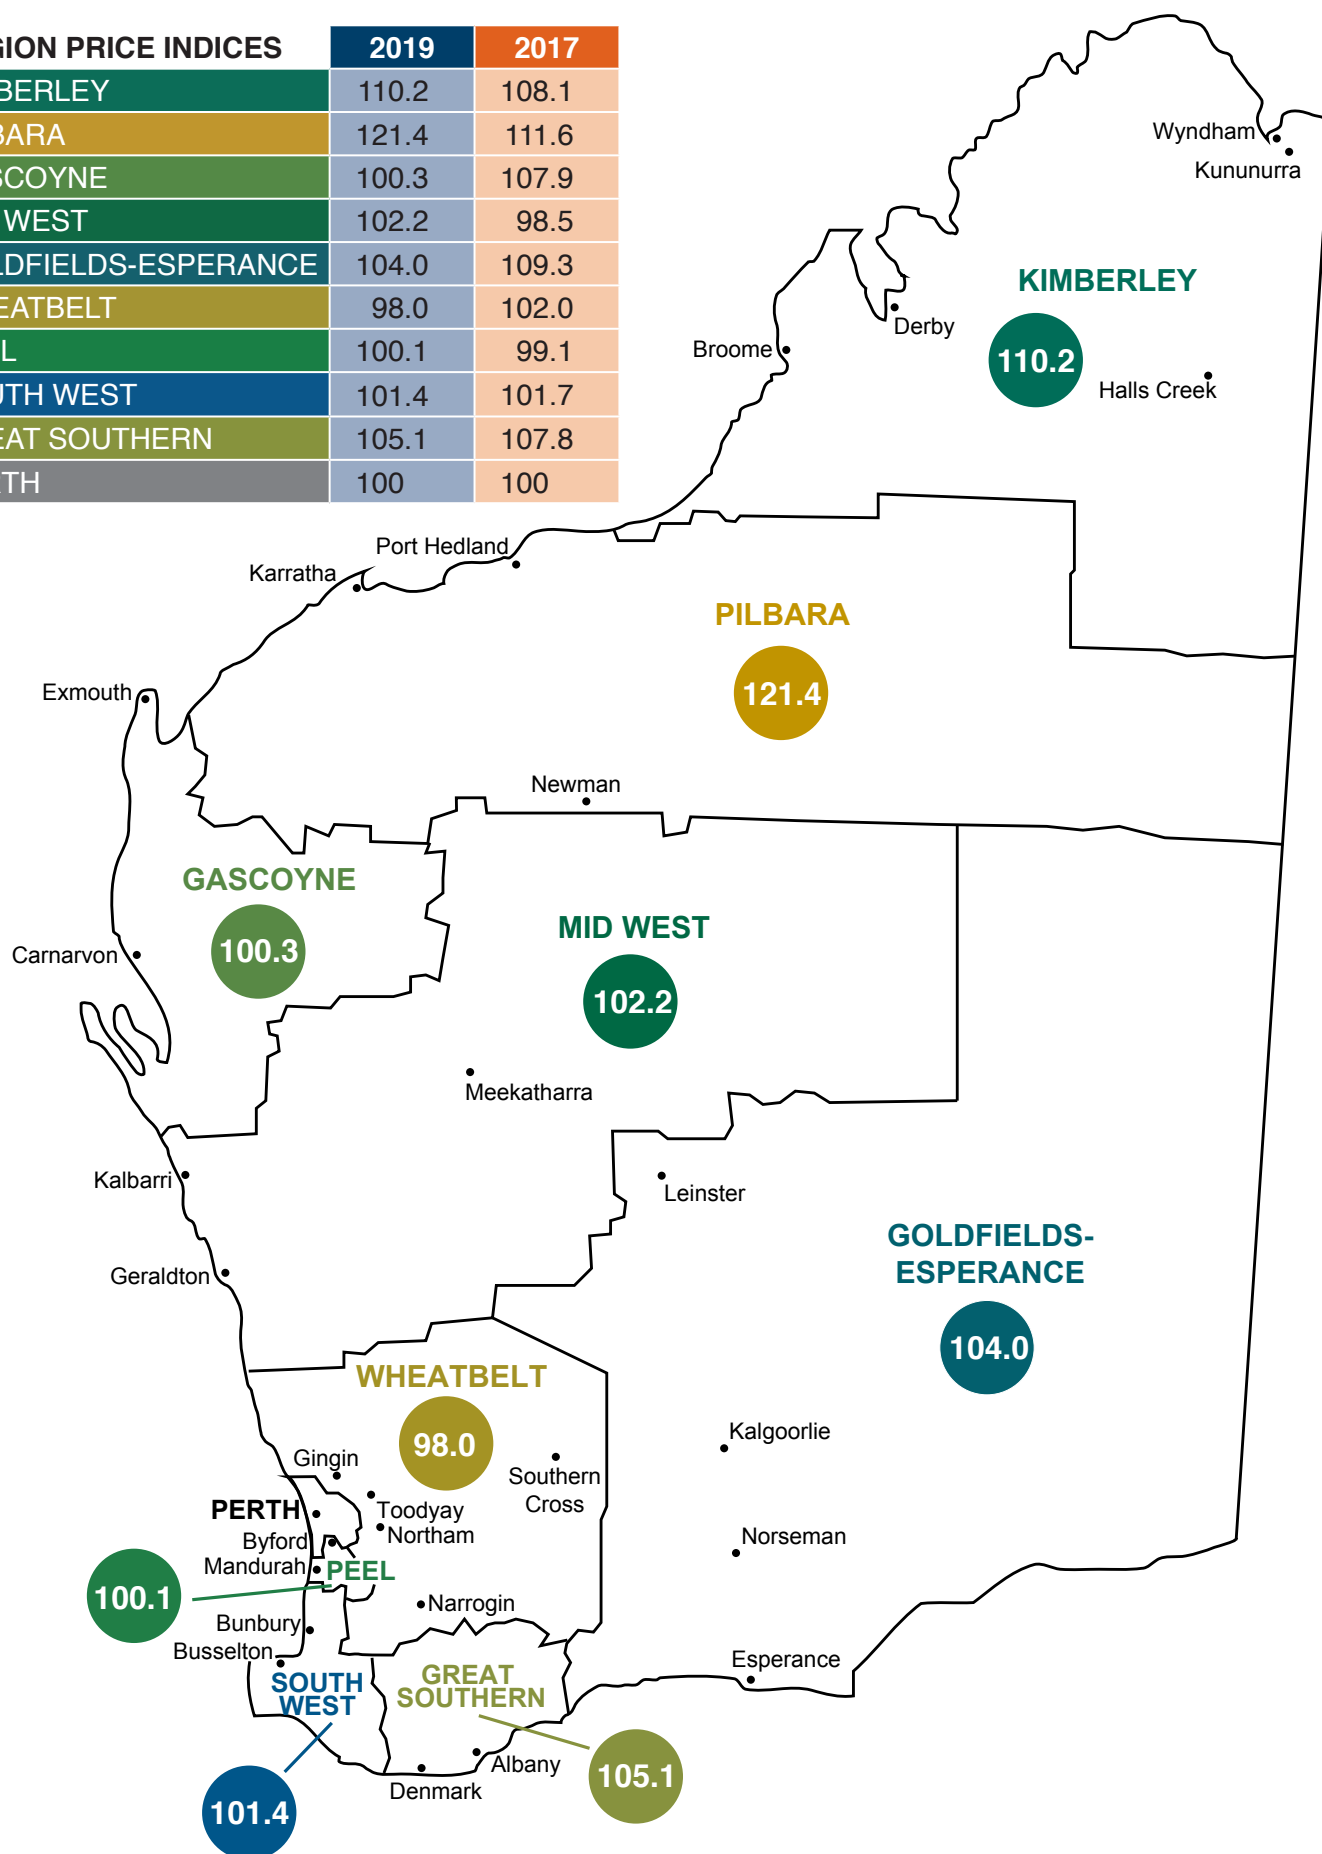 GION PRICE INDICES 2019 2017
BERLEY 110.2 108.1
BARA 121.4 111.6
SCOYNE 100.3 107.9
WEST 102.2 98.5
LDFIELDS-ESPERANCE 104.0 109.3
EATBELT 98.0 102.0
L 100.1 99.1
UTH WEST 101.4 101.7
EAT SOUTHERN 105.1 107.8
TH 100 100
Wyndham
Kununurra
KIMBERLEY
110.2
Derby
Broome
Halls Creek
Port Hedland
Karratha
PILBARA
121.4
Exmouth
Newman
GASCOYNE
100.3
MID WEST
102.2
Carnarvon
Meekatharra
Kalbarri
Leinster
GOLDFIELDS-
ESPERANCE
104.0
Geraldton
WHEATBELT
98.0
Kalgoorlie
Gingin
Southern
Cross
PERTH
Toodyay
Northam
Byford
Mandurah
PEEL
100.1
Norseman
Narrogin
Bunbury
Busselton
Esperance
SOUTH
WEST
101.4
GREAT
SOUTHERN
105.1
Albany
Denmark